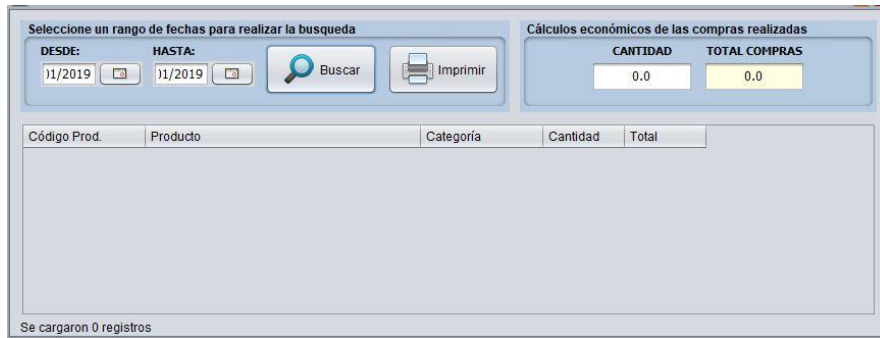 Seleccione un rango de fechas para realizar la busqueda
DESDE: HASTA:
)1/2019 )1/2019 Buscar Imprimir
Cálculos económicos de las compras realizadas
CANTIDAD TOTAL COMPRAS
0.0 0.0
Código Prod. Producto Categoría Cantidad Total
Se cargaron 0 registros